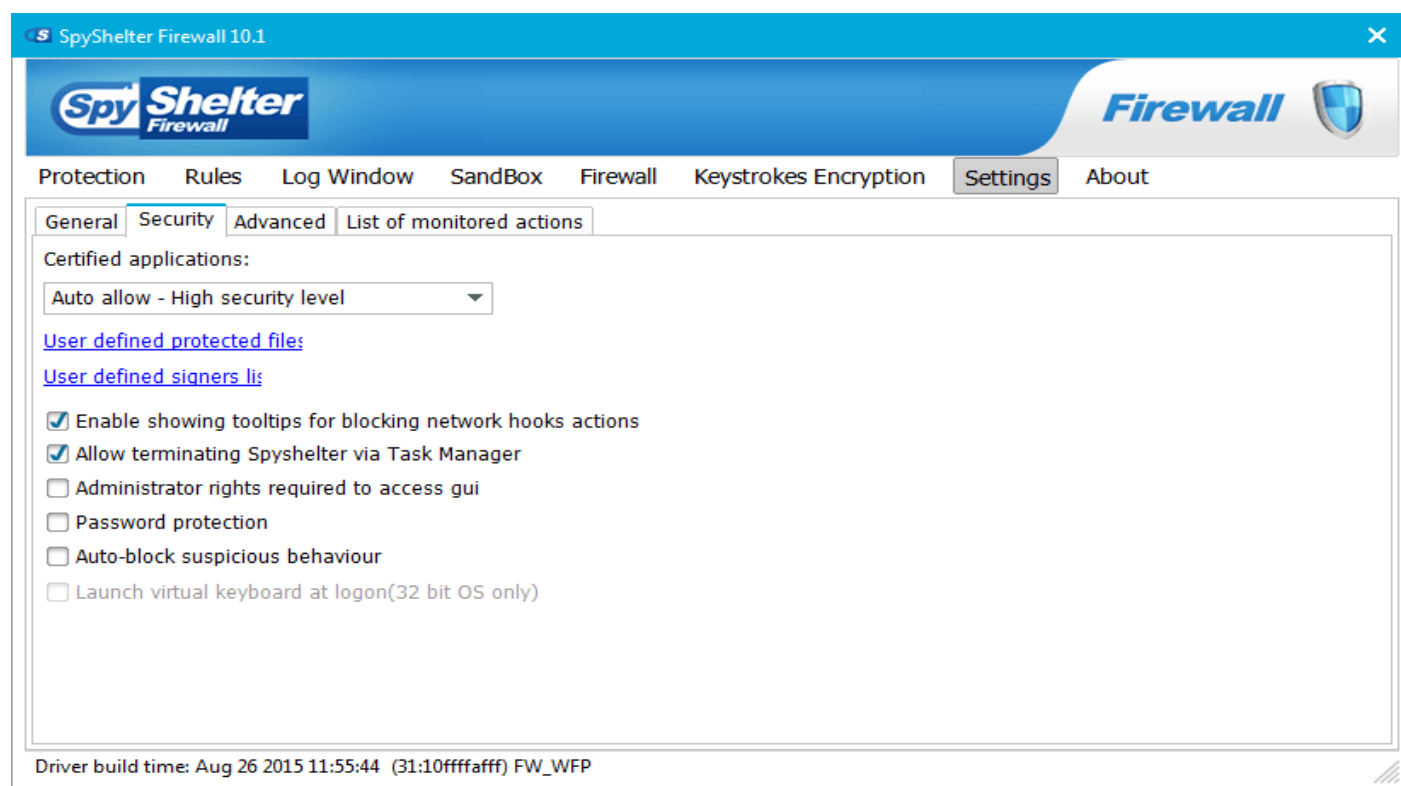 SpyShelter Firewall 10.1
Spy Shelter
Firewall
Firewall
Protection Rules Log Window SandBox Firewall Keystrokes Encryption Settings About
General Security Advanced List of monitored actions
Certified applications:
Auto allow - High security level
User defined protected files
User defined signers lis
Enable showing tooltips for blocking network hooks actions
Allow terminating Spyshelter via Task Manager
Administrator rights required to access gui
Password protection
Auto-block suspicious behaviour
Launch virtual keyboard at logon(32 bit OS only)
Driver build time: Aug 26 2015 11:55:44 (31:10ffffafff) FW_WFP